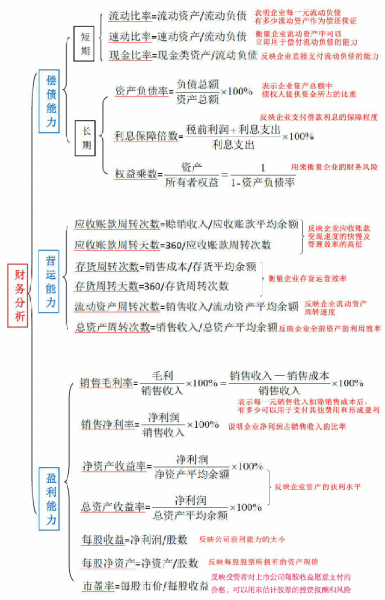 财务分析
偿债能力
短期
流动比率=流动资产/流动负债
表明企业每一元流动负债
有多少流动资产作为偿还保证
速动比率=速动资产/流动负债
衡量企业流动资产中可以
立即用于偿付流动负债的能力
现金比率=现金类资产/流动负债
反映企业直接支付流动负债的能力
长期
资产负债率=负债总额/资产总额×100%
表示企业资产总额中
债权人提供资金所占的比重
利息保障倍数=税前利润+利息支出/利息支出×100%
反映企业支付借款利息的保障程度
权益乘数=资产/所有者权益=1/1-资产负债率
用来衡量企业的财务风险
营运能力
应收账款周转次数=赊销收入/应收账款平均余额
应收账款周转天数=360/应收账款周转次数
反映企业应收账款
变现速度的快慢及
管理效率的高低
存货周转次数=销售成本/存货平均余额
存货周转天数=360/存货周转次数
衡量企业存货运营效率
流动资产周转次数=销售收入/流动资产平均余额
反映企业流动资产
周转速度
总资产周转次数=销售收入/总资产平均余额
反映企业全部资产的利用效率
盈利能力
销售毛利率=毛利/销售收入×100%=销售收入-销售成本/销售收入×100%
表示每一元销售收入扣除销售成本后,
有多少可以用于支付其他费用和形成盈利
销售净利率=净利润/销售收入×100%
说明企业净利润占销售收入的比率
净资产收益率=净利润/净资产平均余额×100%
总资产收益率=净利润/总资产平均余额×100%
反映企业资产的获利水平
每股收益=净利润/股数
反映公司获利能力的大小
每股净资产=净资产/股数
反映每股股票所拥有的资产现值
市盈率=每股市价/每股收益
反映投资者对上市公司每股收益愿意支付的
价格,可以用来估计股票的投资报酬和风险